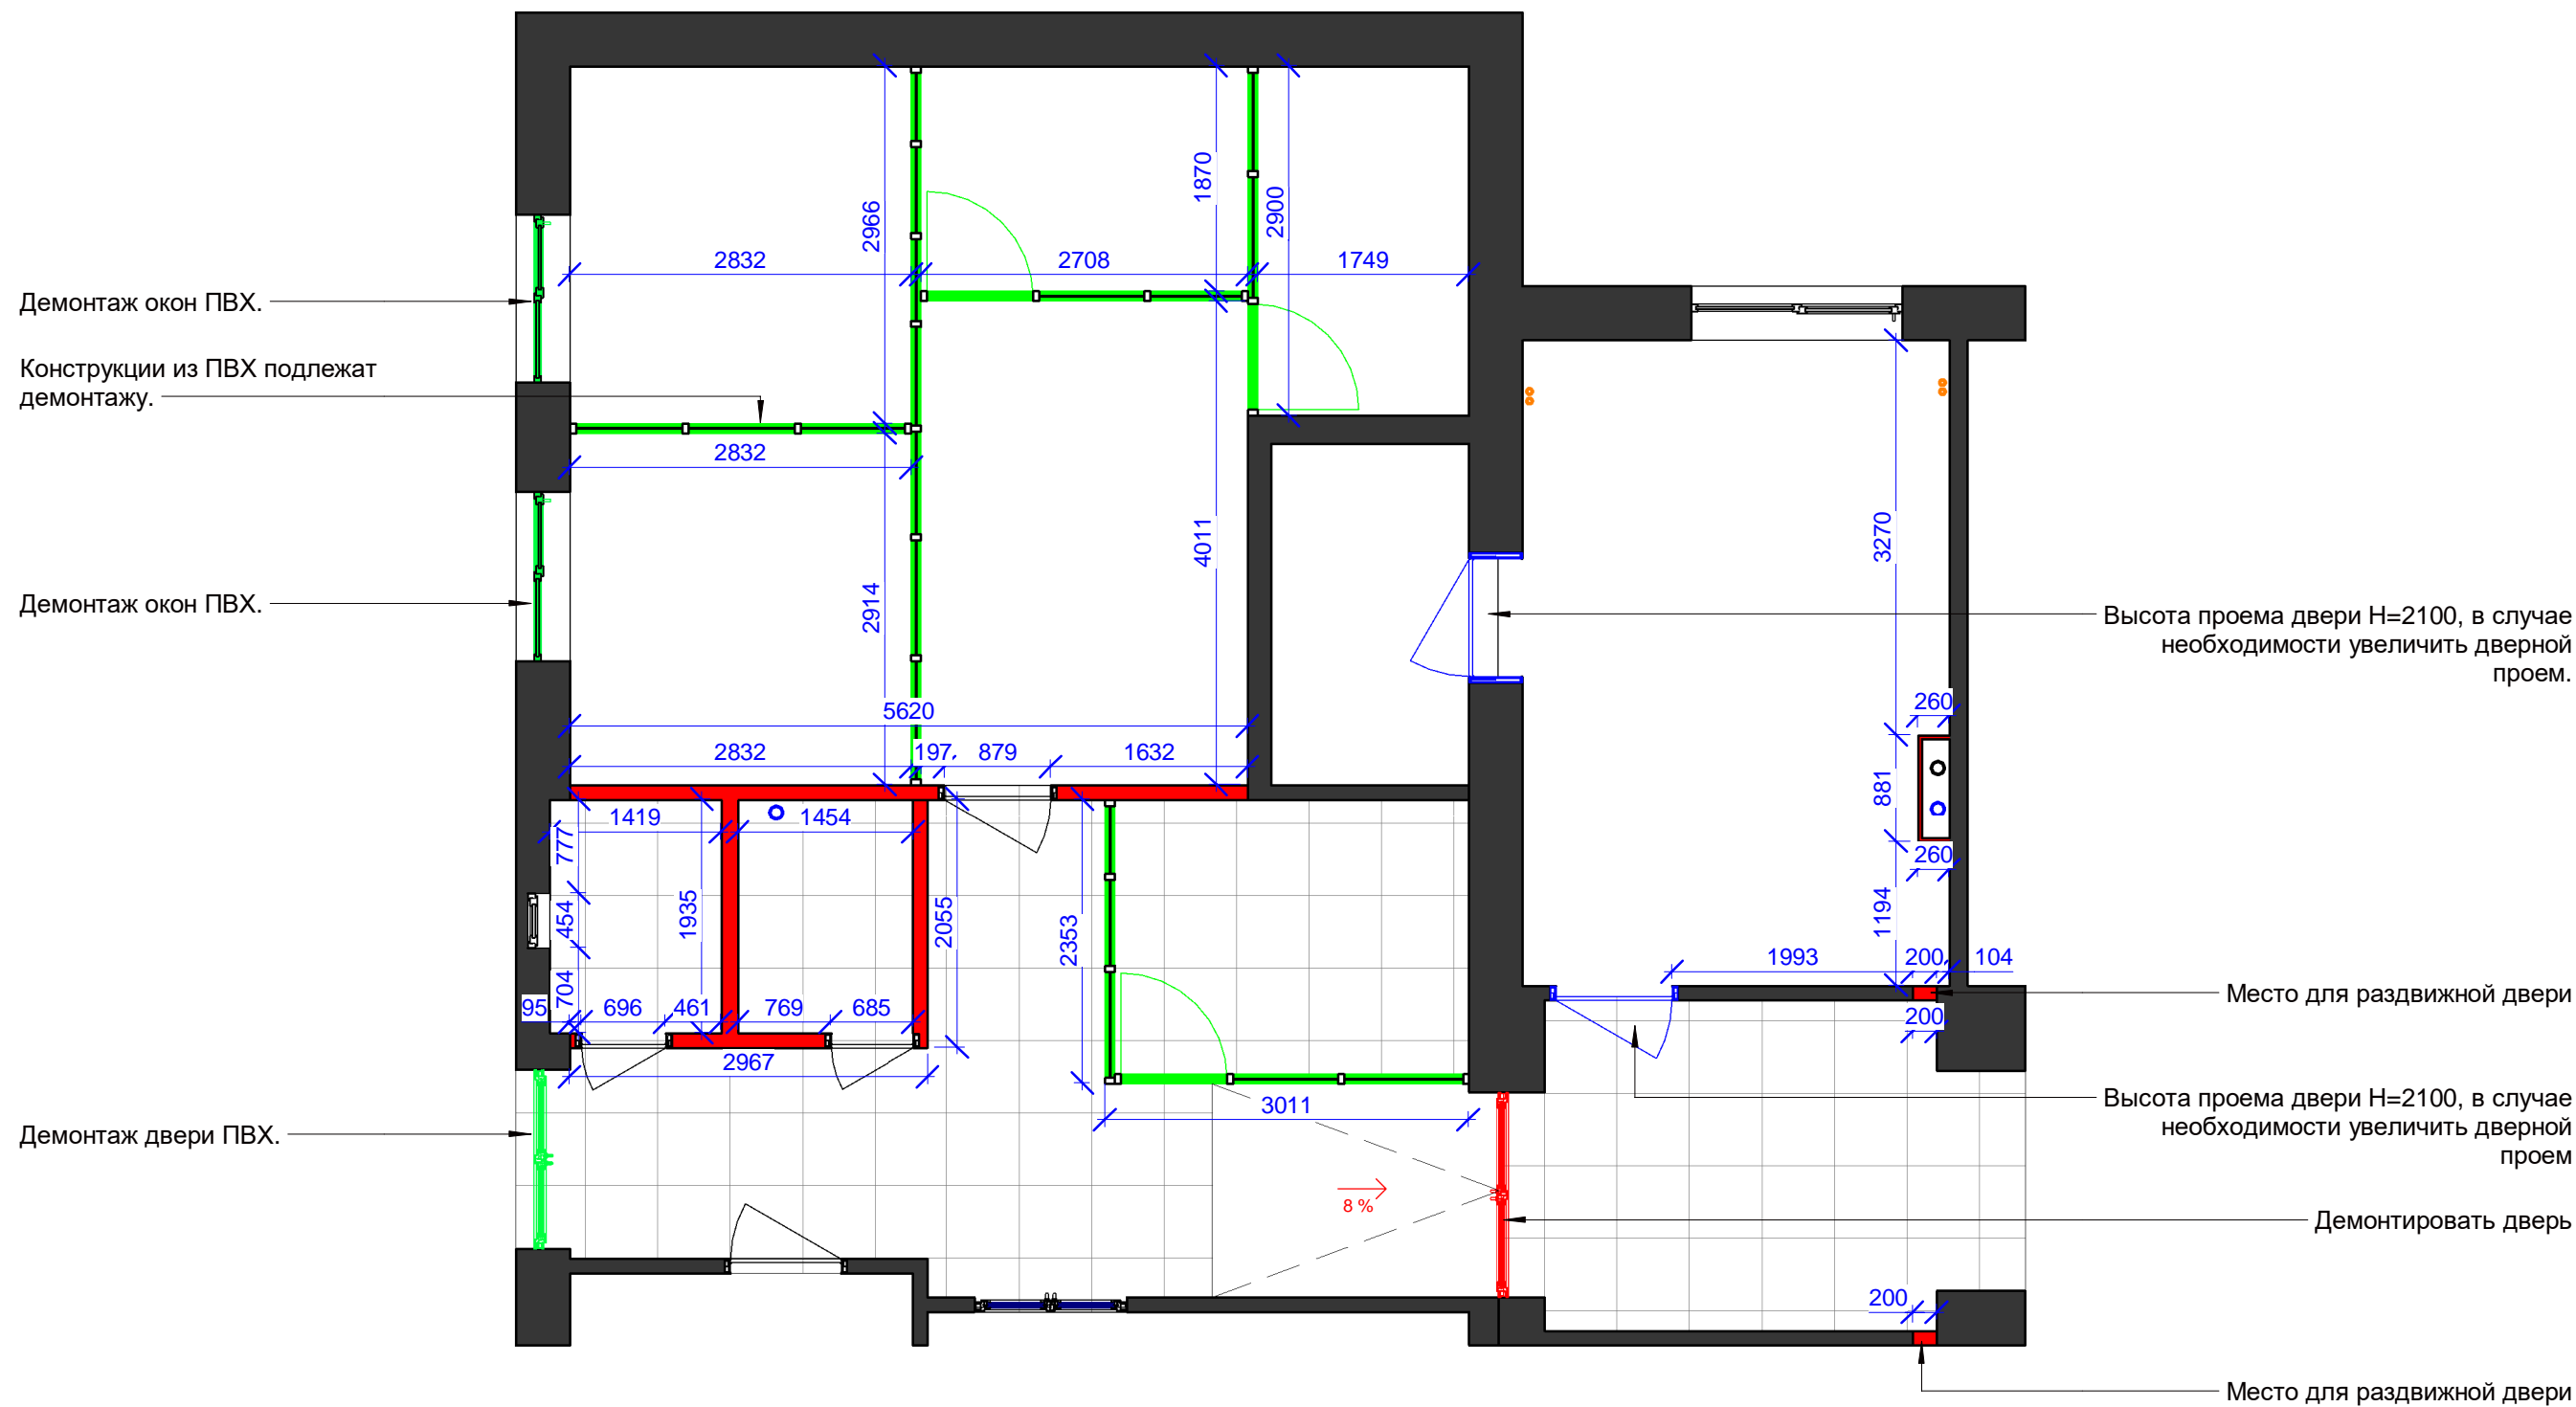 2966
1870
2900
2832
2708
1749
Демонтаж окон ПВХ.
Конструкции из ПВХ подлежат
демонтажу.
2832
4011
3270
2914
Демонтаж окон ПВХ.
Высота проема двери H=2100, в случае
необходимости увеличить дверной
проем.
5620
260
2832
197
879
1632
881
1419
1454
777
260
454
1935
2055
2353
1194
1993
200
104
704
Место для раздвижной двери
95
696
461
769
685
200
2967
3011
Высота проема двери H=2100, в случае
необходимости увеличить дверной
проем
Демонтаж двери ПВХ.
8 %
Демонтировать дверь
200
Место для раздвижной двери